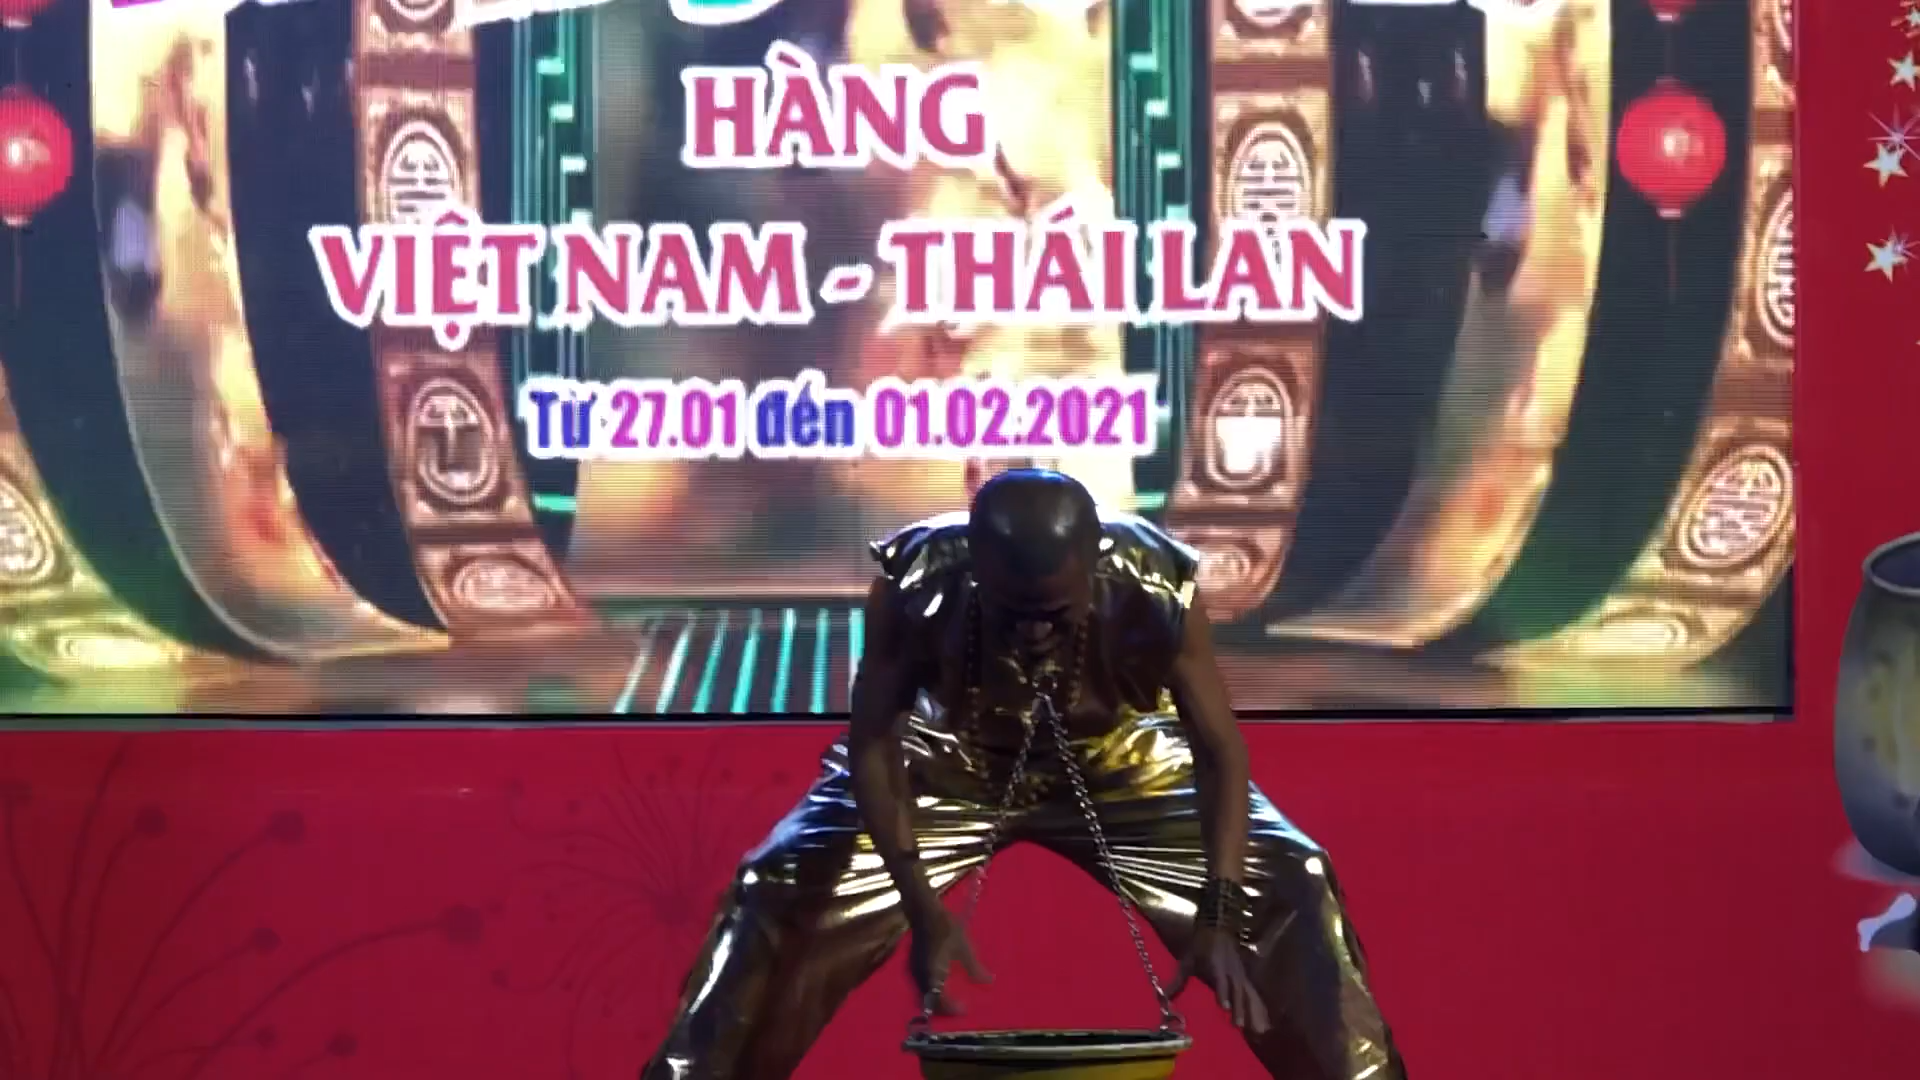 HÀNG
VIỆT NAM - THÁI LAN
Từ 27.01 đến 01.02.2021